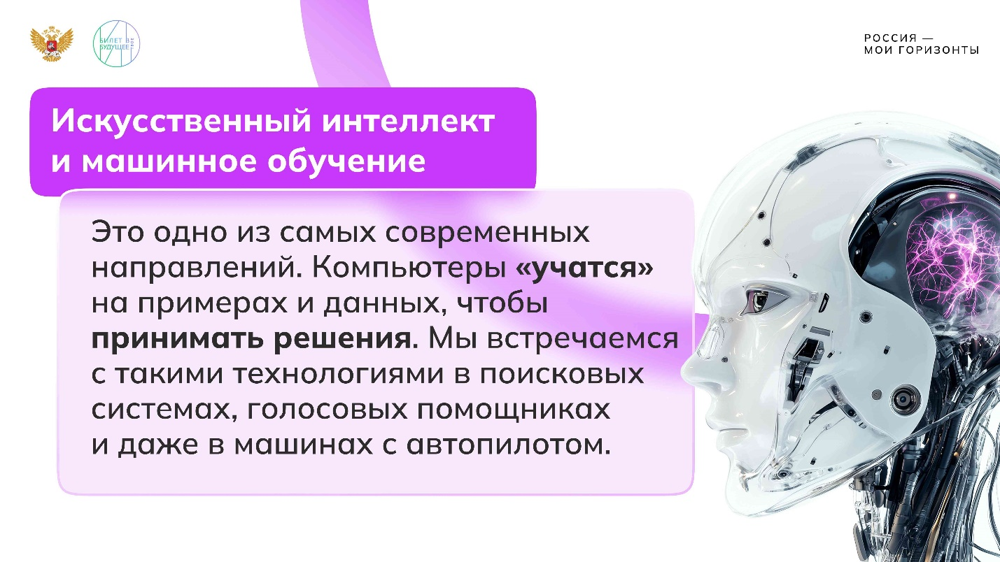 БИЛЕТ В
БУДУЩЕЕ
ТВОЁ
РОССИЯ —
МОИ ГОРИЗОНТЫ
Искусственный интеллект
и машинное обучение
Это одно из самых современных
направлений. Компьютеры «учатся»
на примерах и данных, чтобы
принимать решения. Мы встречаемся
с такими технологиями в поисковых
системах, голосовых помощниках
и даже в машинах с автопилотом.